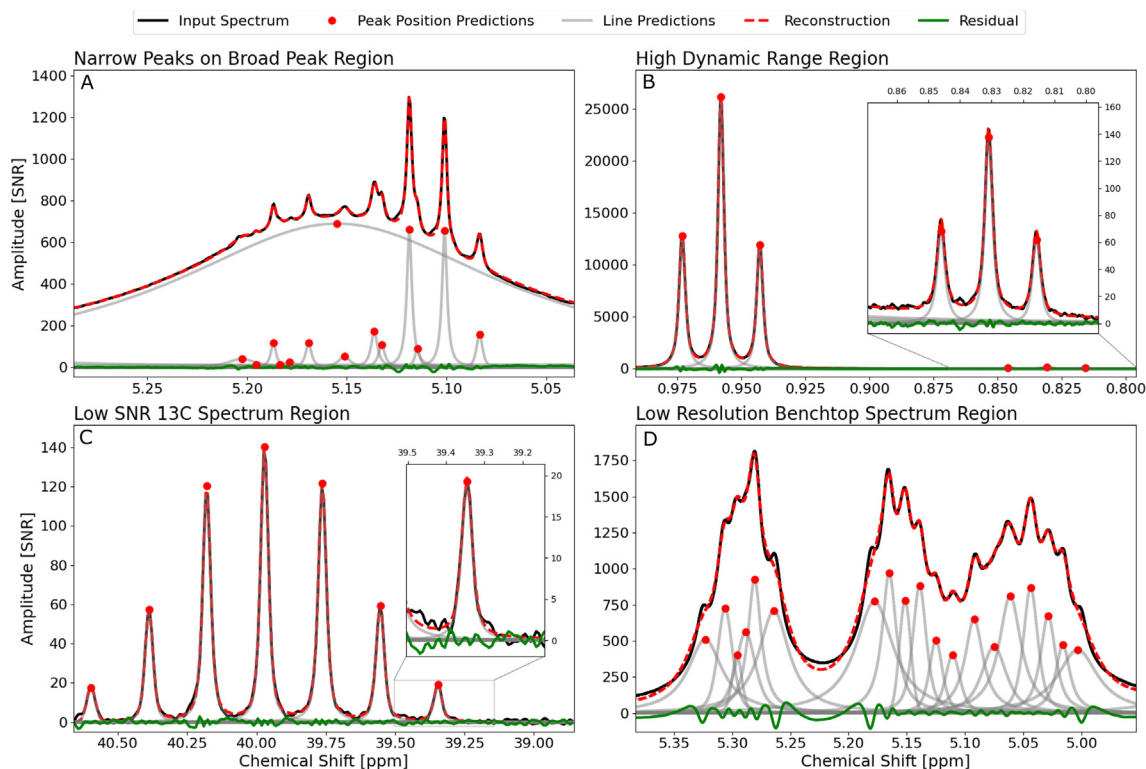 Input Spectrum Peak Position Predictions Line Predictions Reconstruction Residual
Narrow Peaks on Broad Peak Region
A
Amplitude [SNR]
1400
1200
1000
800
600
400
200
0
5.25 5.20 5.15 5.10 5.05
High Dynamic Range Region
B
25000
20000
15000
10000
5000
0
0.86 0.85 0.84 0.83 0.82 0.81 0.80
160
140
120
100
80
60
40
20
0
0.975 0.950 0.925 0.900 0.875 0.850 0.825 0.800
Low SNR 13C Spectrum Region
C
Amplitude [SNR]
140
120
100
80
60
40
20
0
39.5 39.4 39.3 39.2
20
15
10
5
0
40.50 40.25 40.00 39.75 39.50 39.25 39.00
Chemical Shift [ppm]
Low Resolution Benchtop Spectrum Region
D
1750
1500
1250
1000
750
500
250
0
5.35 5.30 5.25 5.20 5.15 5.10 5.05 5.00
Chemical Shift [ppm]